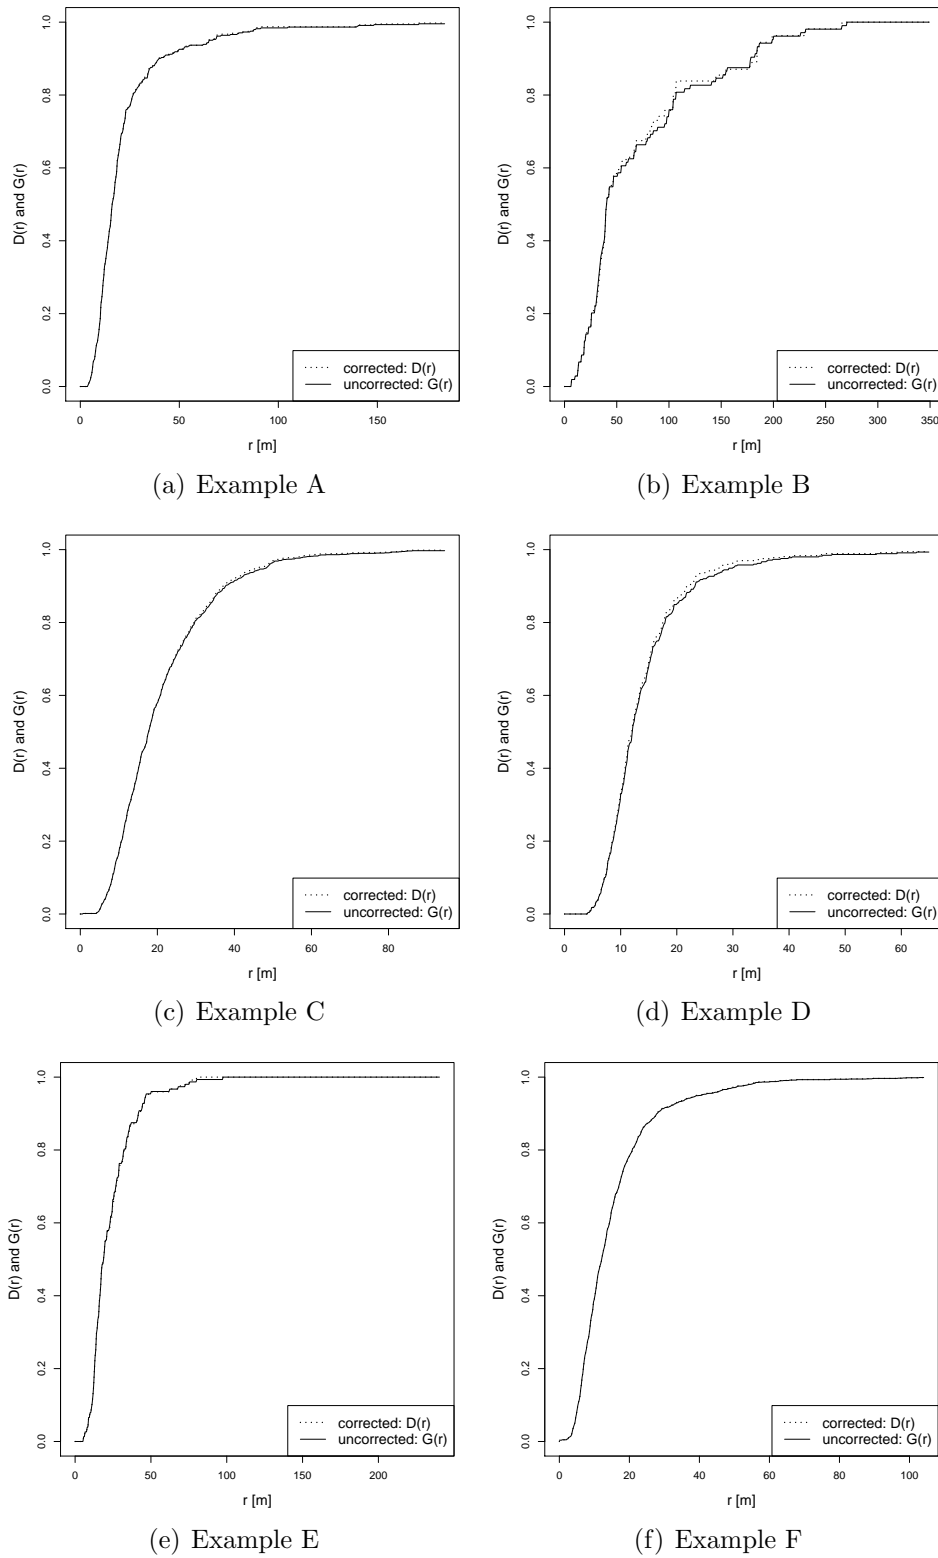 1.0
0.8
0.6
0.4
0.2
0.0
D(r) and G(r)
corrected: D(r)
uncorrected: G(r)
0 50 100 150
r [m]
(a) Example A
1.0
0.8
0.6
0.4
0.2
0.0
D(r) and G(r)
corrected: D(r)
uncorrected: G(r)
0 50 100 150 200 250 300 350
r [m]
(b) Example B
1.0
0.8
0.6
0.4
0.2
0.0
D(r) and G(r)
corrected: D(r)
uncorrected: G(r)
0 20 40 60 80
r [m]
(c) Example C
1.0
0.8
0.6
0.4
0.2
0.0
D(r) and G(r)
corrected: D(r)
uncorrected: G(r)
0 10 20 30 40 50 60
r [m]
(d) Example D
1.0
0.8
0.6
0.4
0.2
0.0
D(r) and G(r)
corrected: D(r)
uncorrected: G(r)
0 50 100 150 200
r [m]
(e) Example E
1.0
0.8
0.6
0.4
0.2
0.0
D(r) and G(r)
corrected: D(r)
uncorrected: G(r)
0 20 40 60 80 100
r [m]
(f) Example F